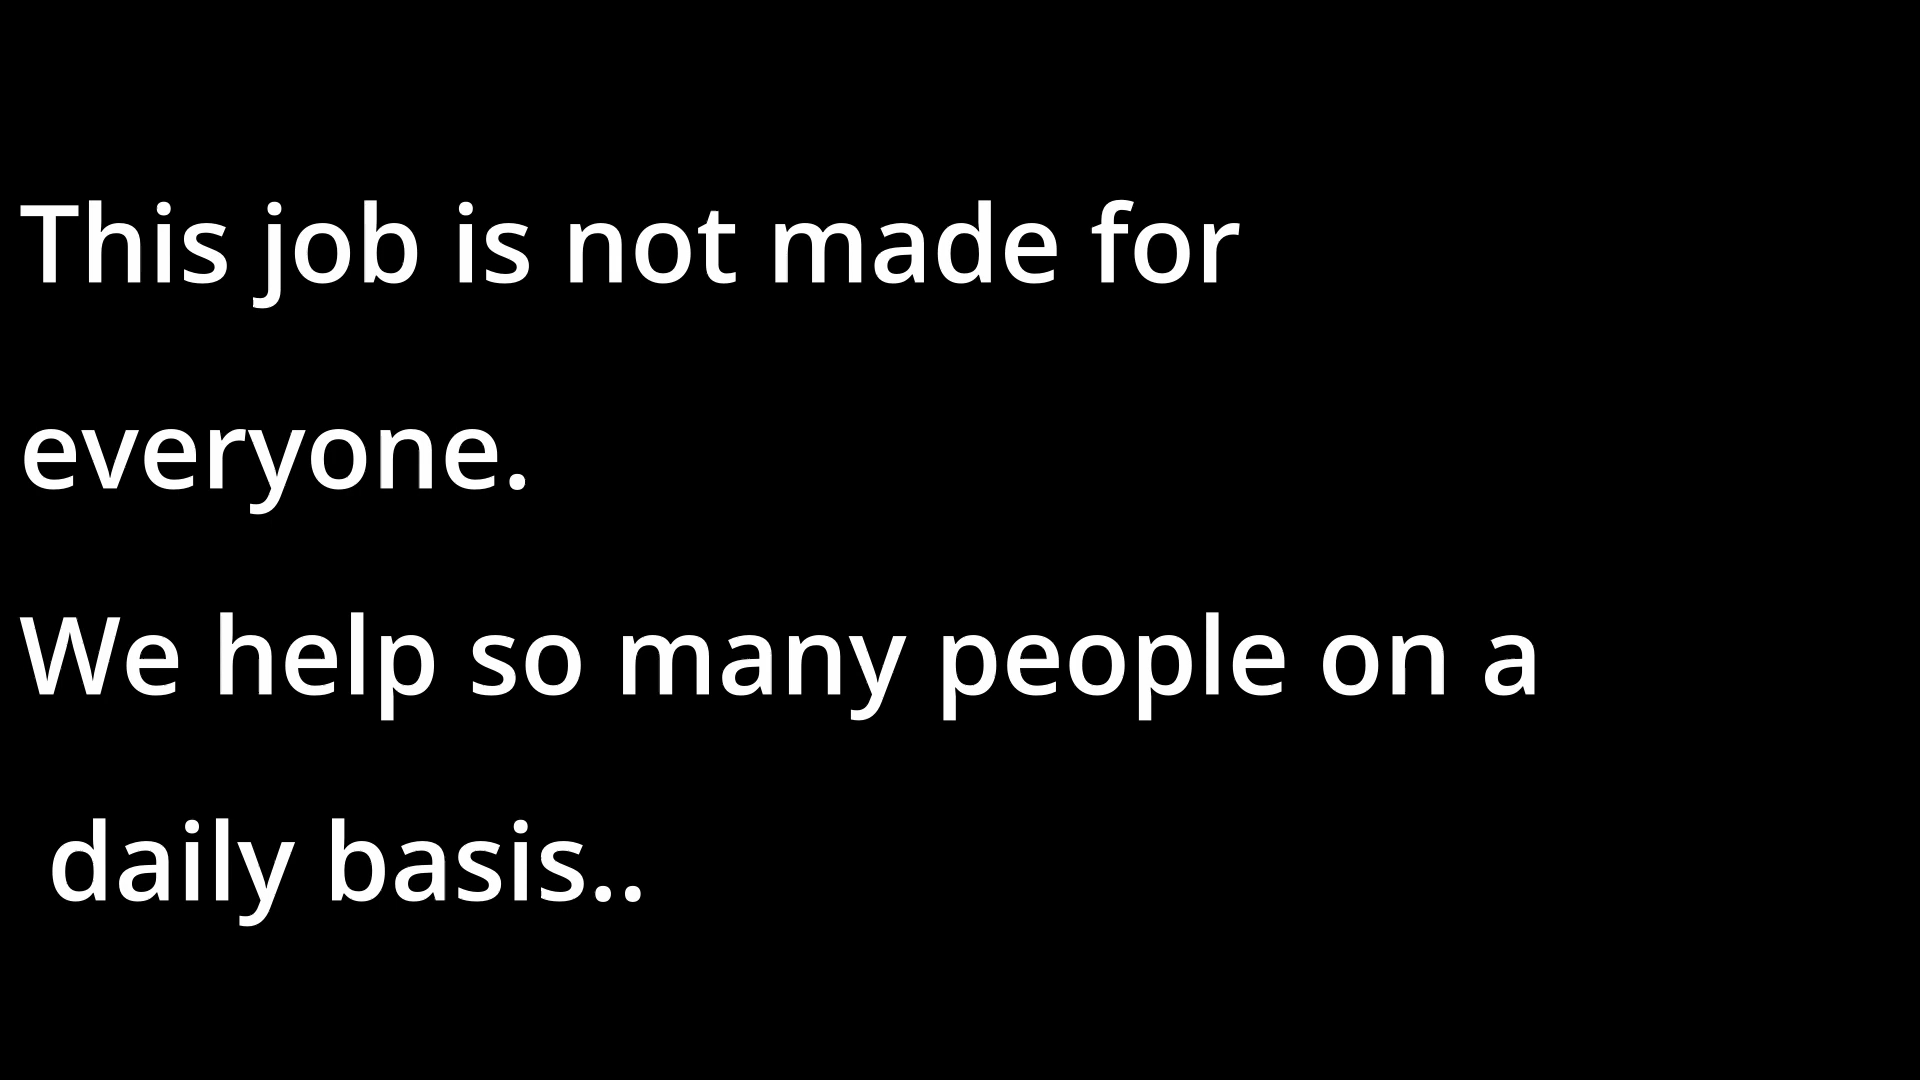 This job is not made for
everyone.
We help so many people on a
daily basis..